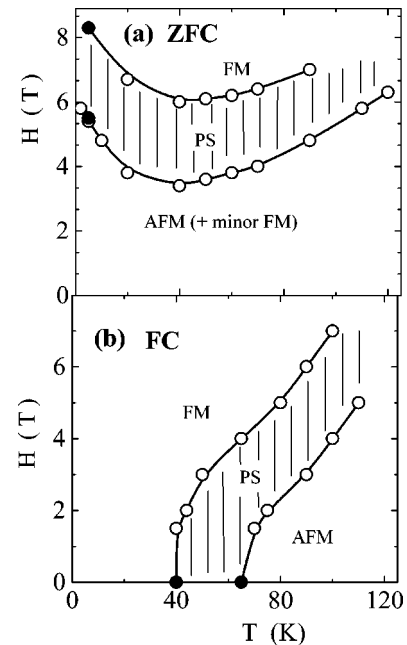 8
(a) ZFC
FM
6
H (T)
PS
4
2
AFM (+ minor FM)
0
(b) FC
6
FM
H (T)
4
PS
2
AFM
0
0 40 80 120
T (K)